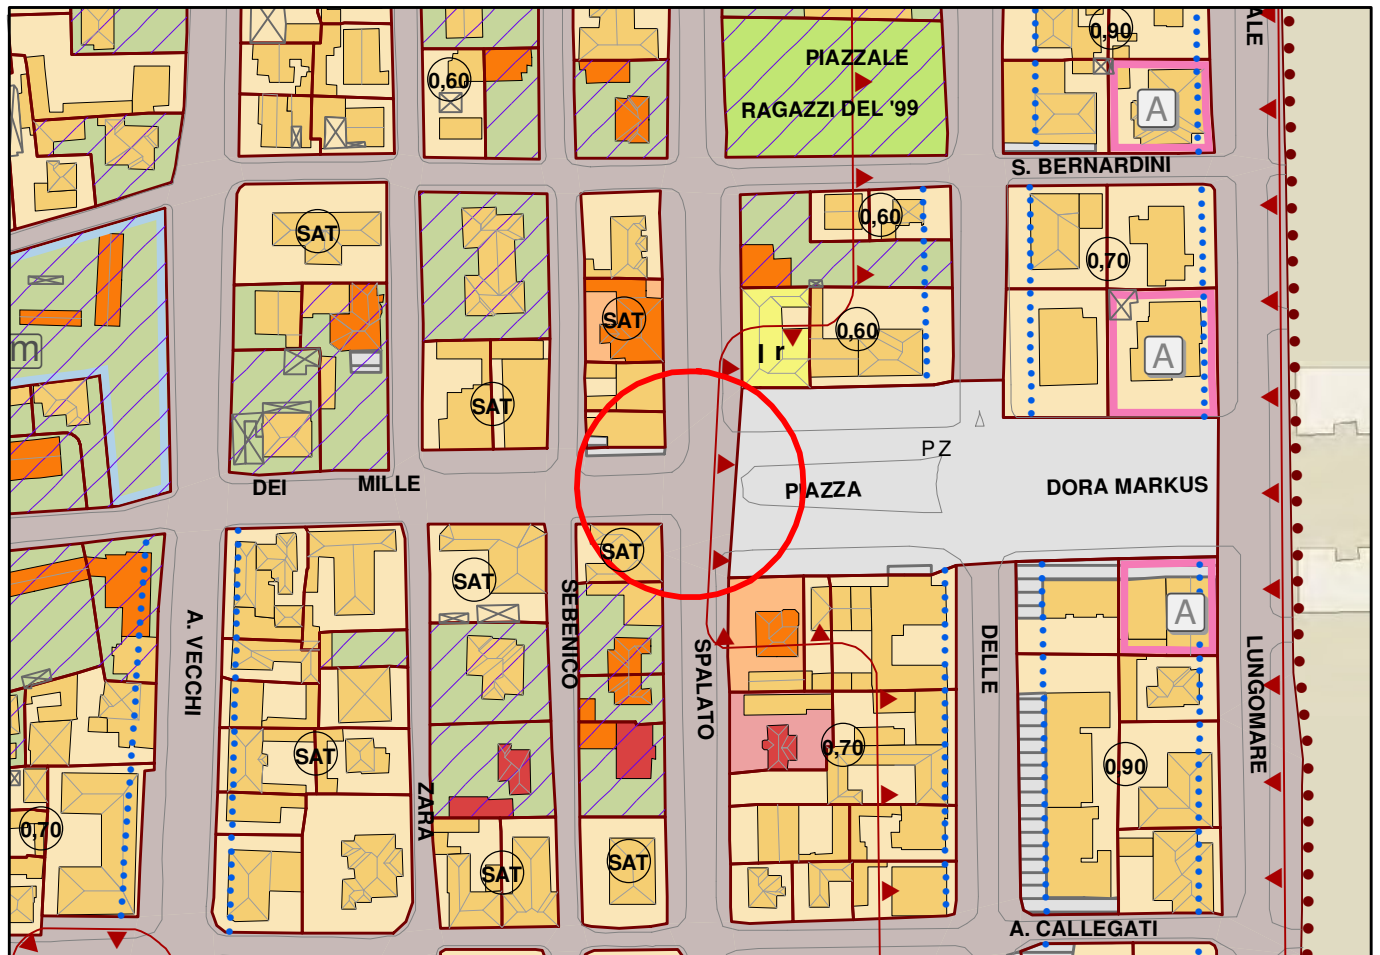 ALE
0,90
PIAZZALE
0,60
RAGAZZI DEL '99
A
S. BERNARDINI
0,60
SAT
0,70
SAT
0,60
m
I r
A
SAT
PZ
DEI MILLE
PIAZZA
DORA MARKUS
SAT
SAT
A. VECCHI
SEBENICO
SPALATO
DELLE
A
LUNGOMARE
SAT
0,70
0,90
ZARA
0,70
SAT
SAT
A. CALLEGATI